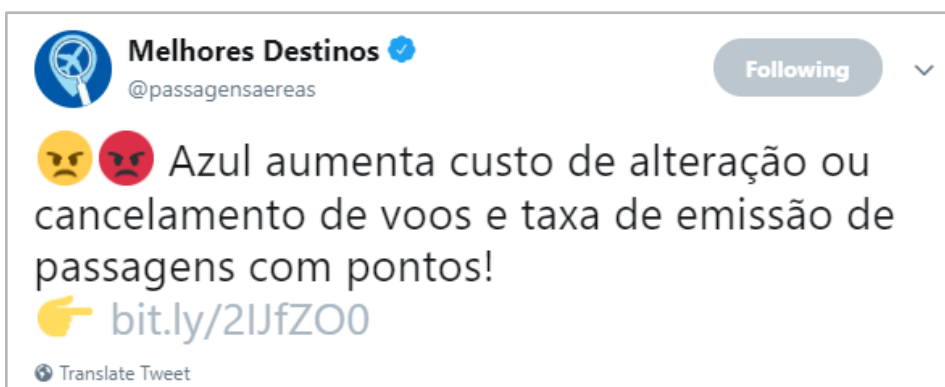 Melhores Destinos
@passagensaereas
Following
😠😡 Azul aumenta custo de alteração ou
cancelamento de voos e taxa de emissão de
passagens com pontos!
👉 bit.ly/2IJfZO0
Translate Tweet